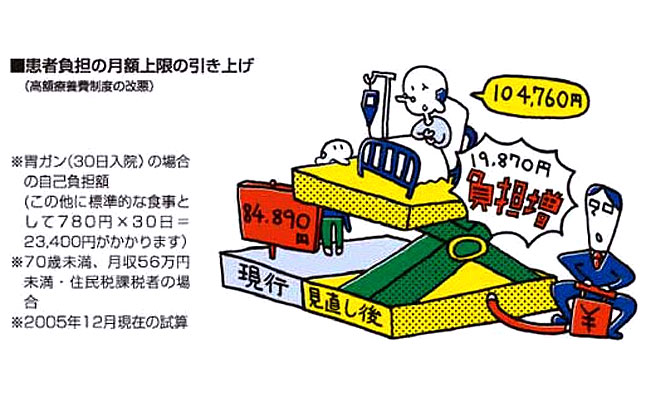 ■患者負担の月額上限の引き上げ
（高額療養費制度の改悪）
※胃ガン（30日入院）の場合
の自己負担額
（この他に標準的な食事と
して780円×30日＝
23,400円がかかります）
※70歳未満、月収56万円
未満・住民税課税者の場
合
※2005年12月現在の試算
104,760円
19,870円
負担増
84,890
円
現行
見直し後
¥